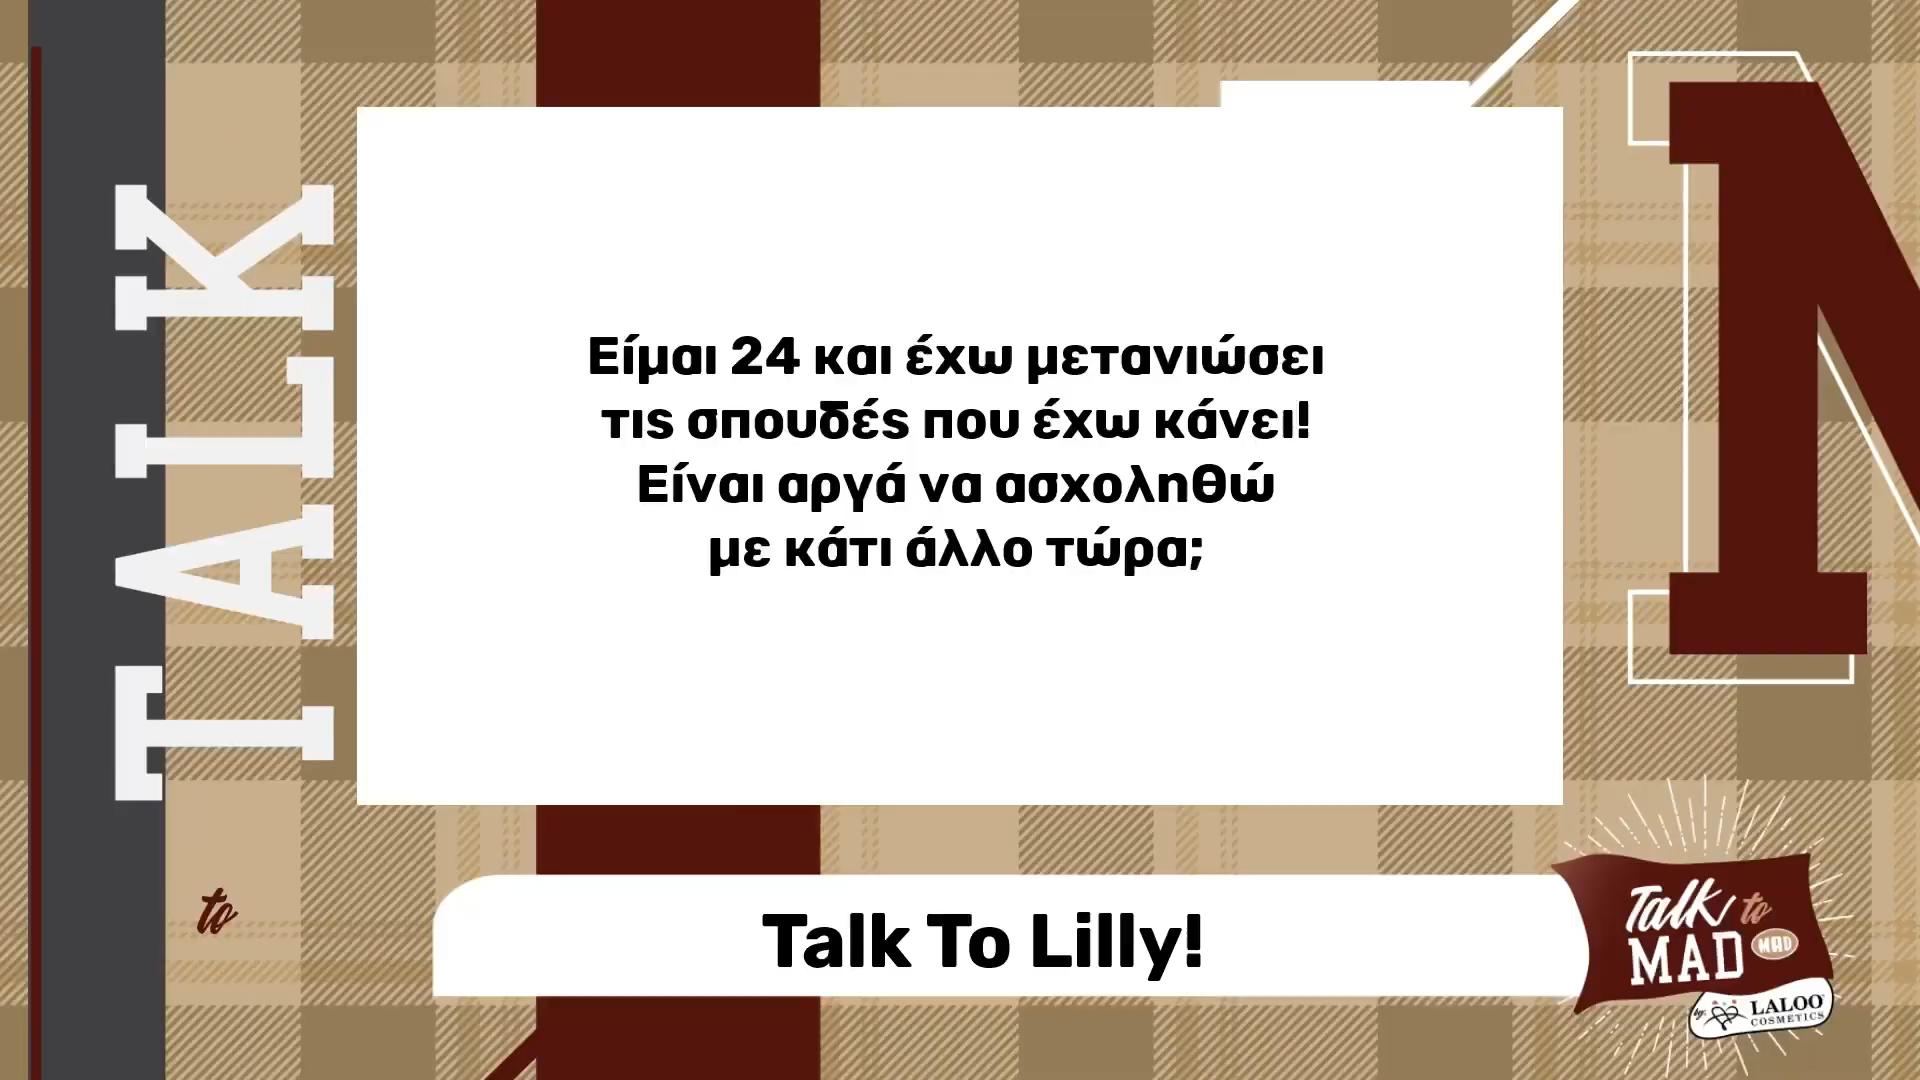 TALK
to
M
Είμαι 24 και έχω μετανιώσει
τις σπουδές που έχω κάνει!
Είναι αργά να ασχοληθώ
με κάτι άλλο τώρα;
Talk To Lilly!
Talk to
MAD MAD
by: LALOO
COSMETICS